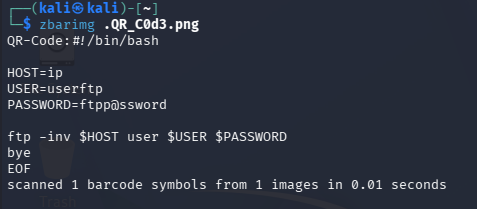 ┌──(kali㉿kali)-[~]
└─$ zbarimg .QR_C0d3.png
QR-Code:#!/bin/bash
HOST=ip
USER=userftp
PASSWORD=ftpp@ssword
ftp -inv $HOST user $USER $PASSWORD
bye
EOF
scanned 1 barcode symbols from 1 images in 0.01 seconds
Trash